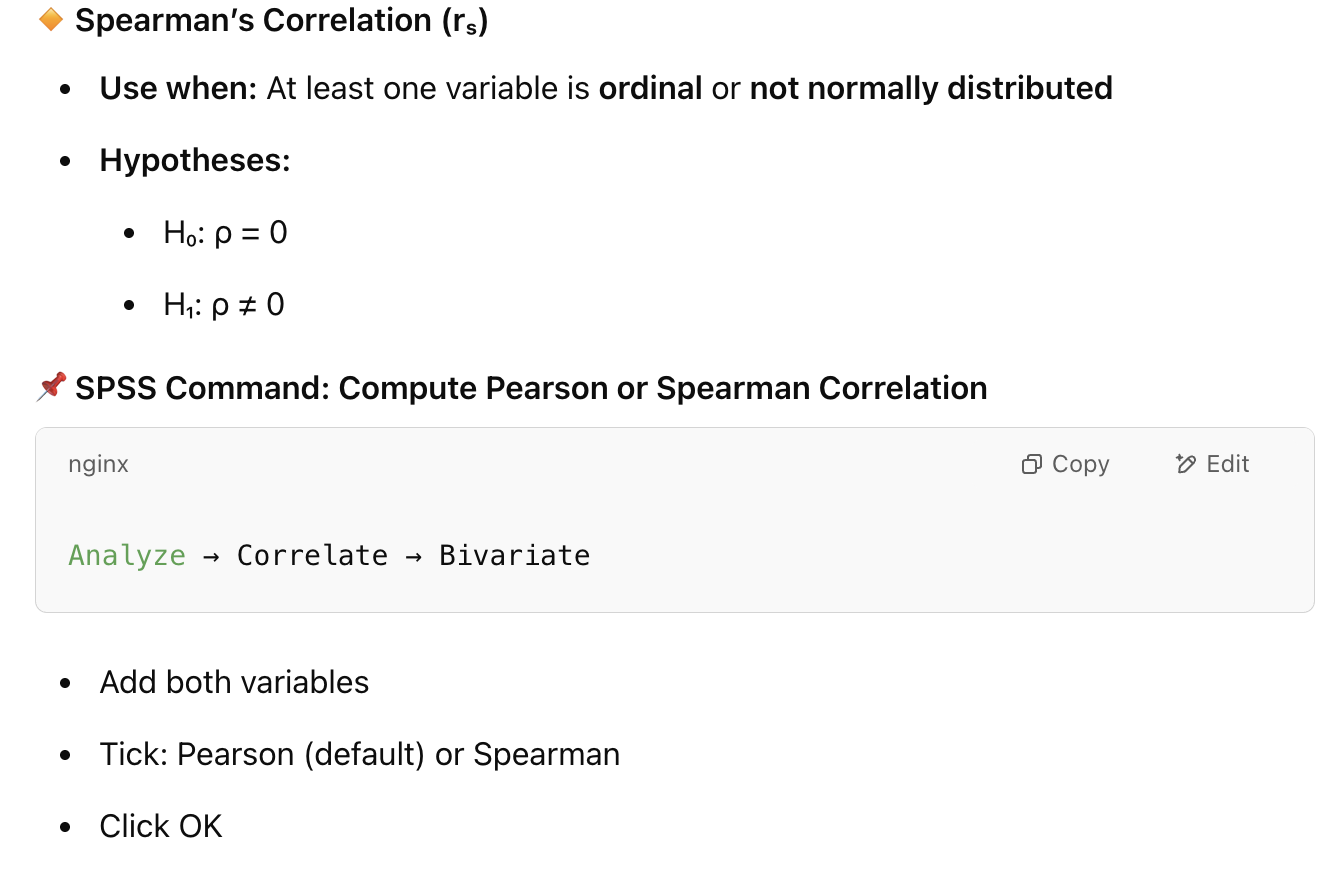 🔶 Spearman’s Correlation (rₛ)
• Use when: At least one variable is ordinal or not normally distributed
• Hypotheses:
• H₀: ρ = 0
• H₁: ρ ≠ 0
📌 SPSS Command: Compute Pearson or Spearman Correlation
nginx Copy Edit
Analyze → Correlate → Bivariate
• Add both variables
• Tick: Pearson (default) or Spearman
• Click OK